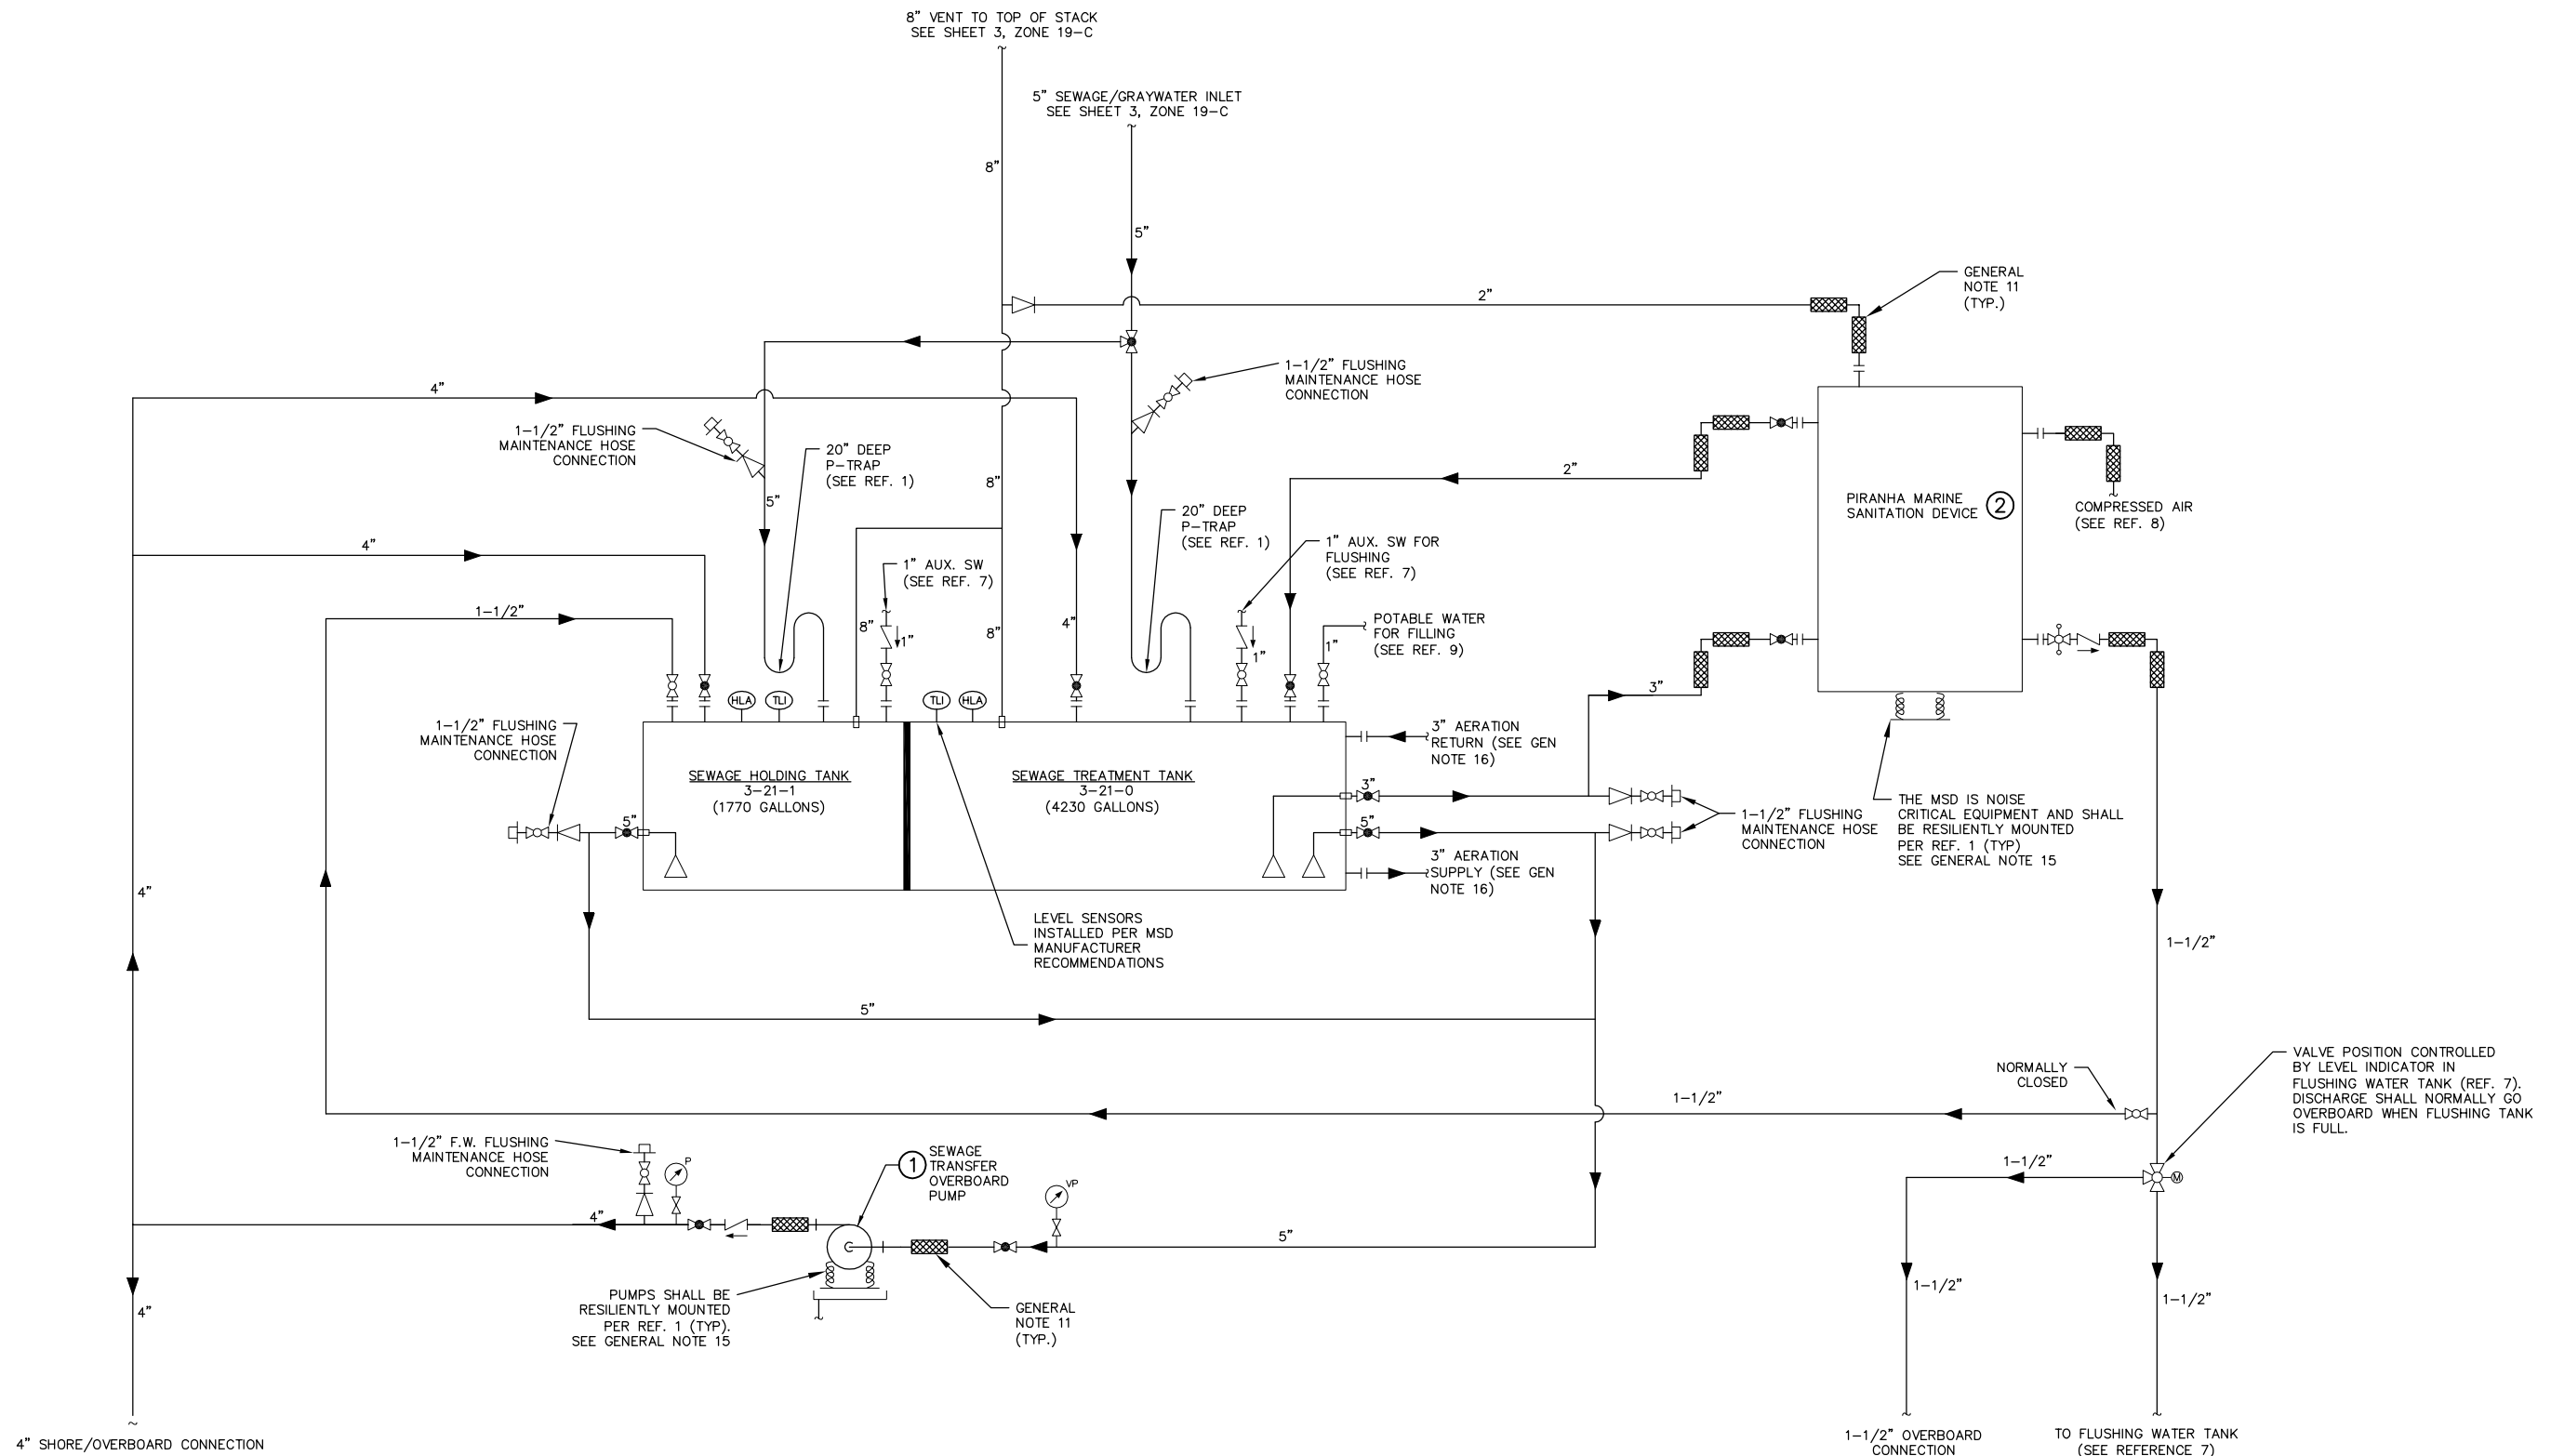 8” VENT TO TOP OF STACK
SEE SHEET 3, ZONE 19-C
5” SEWAGE/GRAYWATER INLET
SEE SHEET 3, ZONE 19-C
8”
5”
GENERAL
NOTE 11
(TYP.)
2”
1-1/2” FLUSHING
MAINTENANCE HOSE
CONNECTION
4”
1-1/2” FLUSHING
MAINTENANCE HOSE
CONNECTION
20” DEEP
P-TRAP
(SEE REF. 1)
5”
8”
2”
PIRANHA MARINE
SANITATION DEVICE
2
COMPRESSED AIR
(SEE REF. 8)
20” DEEP
P-TRAP
(SEE REF. 1)
4”
1” AUX. SW
(SEE REF. 7)
1” AUX. SW FOR
FLUSHING
(SEE REF. 7)
1-1/2”
8”
1”
8”
4”
1”
1”
POTABLE WATER
FOR FILLING
(SEE REF. 9)
3”
HLA
TLI
TLI
HLA
1-1/2” FLUSHING
MAINTENANCE HOSE
CONNECTION
3” AERATION
RETURN (SEE GEN
NOTE 16)
SEWAGE HOLDING TANK
3-21-1
(1770 GALLONS)
SEWAGE TREATMENT TANK
3-21-0
(4230 GALLONS)
3”
5”
5”
1-1/2” FLUSHING
MAINTENANCE HOSE
CONNECTION
THE MSD IS NOISE
CRITICAL EQUIPMENT AND SHALL
BE RESILIENTLY MOUNTED
PER REF. 1 (TYP)
SEE GENERAL NOTE 15
3” AERATION
SUPPLY (SEE GEN
NOTE 16)
4”
LEVEL SENSORS
INSTALLED PER MSD
MANUFACTURER
RECOMMENDATIONS
1-1/2”
5”
NORMALLY
CLOSED
VALVE POSITION CONTROLLED
BY LEVEL INDICATOR IN
FLUSHING WATER TANK (REF. 7).
DISCHARGE SHALL NORMALLY GO
OVERBOARD WHEN FLUSHING TANK
IS FULL.
1-1/2”
1-1/2” F.W. FLUSHING
MAINTENANCE HOSE
CONNECTION
P
1
SEWAGE
TRANSFER
OVERBOARD
PUMP
VP
1-1/2”
M
4”
C
5”
4”
PUMPS SHALL BE
RESILIENTLY MOUNTED
PER REF. 1 (TYP).
SEE GENERAL NOTE 15
GENERAL
NOTE 11
(TYP.)
1-1/2”
1-1/2”
4” SHORE/OVERBOARD CONNECTION
1-1/2” OVERBOARD
CONNECTION
TO FLUSHING WATER TANK
(SEE REFERENCE 7)